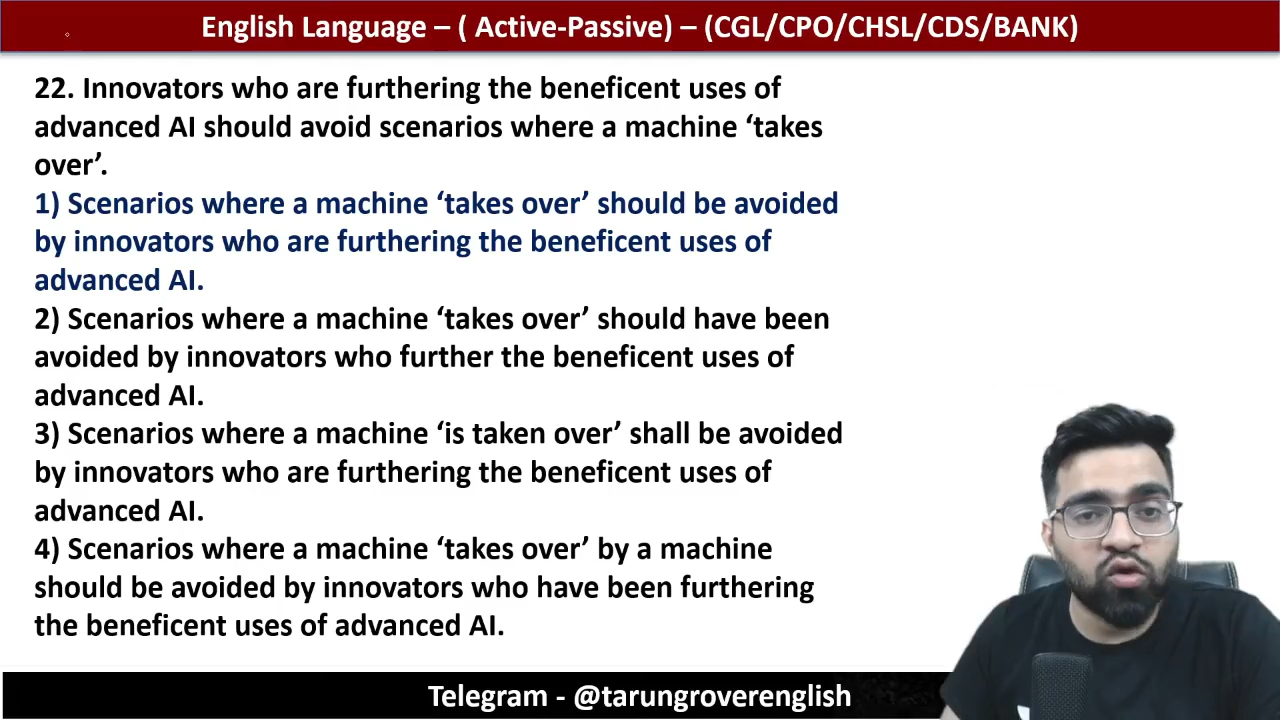 English Language – ( Active-Passive) – (CGL/CPO/CHSL/CDS/BANK)
22. Innovators who are furthering the beneficent uses of
advanced AI should avoid scenarios where a machine ‘takes
over’.
1) Scenarios where a machine ‘takes over’ should be avoided
by innovators who are furthering the beneficent uses of
advanced AI.
2) Scenarios where a machine ‘takes over’ should have been
avoided by innovators who further the beneficent uses of
advanced AI.
3) Scenarios where a machine ‘is taken over’ shall be avoided
by innovators who are furthering the beneficent uses of
advanced AI.
4) Scenarios where a machine ‘takes over’ by a machine
should be avoided by innovators who have been furthering
the beneficent uses of advanced AI.
Telegram - @tarungroverenglish